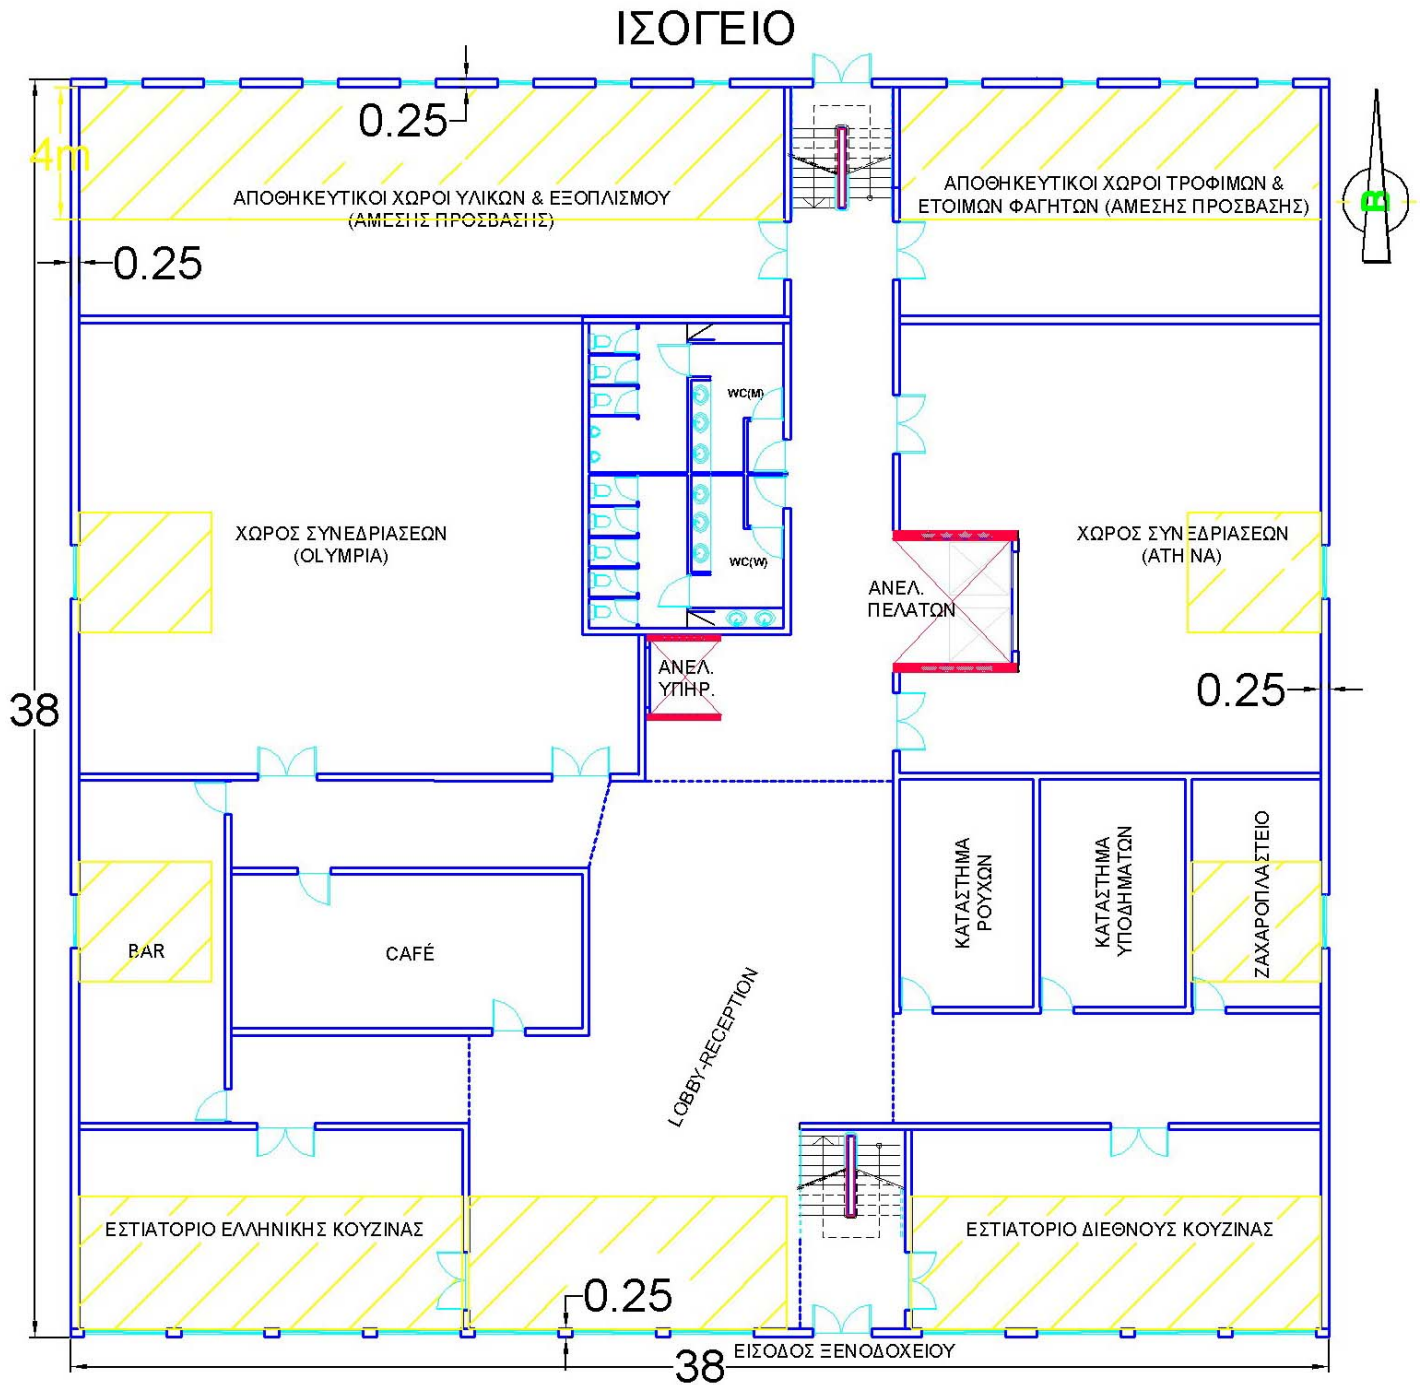 ΙΣΟΓΕΙΟ
0.25
4m
ΑΠΟΘΗΚΕΥΤΙΚΟΙ ΧΩΡΟΙ ΥΛΙΚΩΝ & ΕΞΟΠΛΙΣΜΟΥ
(ΑΜΕΣΗΣ ΠΡΟΣΒΑΣΗΣ)
ΑΠΟΘΗΚΕΥΤΙΚΟΙ ΧΩΡΟΙ ΤΡΟΦΙΜΩΝ &
ΕΤΟΙΜΩΝ ΦΑΓΗΤΩΝ (ΑΜΕΣΗΣ ΠΡΟΣΒΑΣΗΣ)
B
0.25
WC(M)
ΧΩΡΟΣ ΣΥΝΕΔΡΙΑΣΕΩΝ
(OLYMPIA)
WC(W)
ΧΩΡΟΣ ΣΥΝΕΔΡΙΑΣΕΩΝ
(ΑΤΗΙΝΑ)
ΑΝΕΛ.
ΠΕΛΑΤΩΝ
ΑΝΕΛ.
ΥΠΗΡ.
38
0.25
BAR
CAFÉ
LOBBY-RECEPTION
ΚΑΤΑΣΤΗΜΑ
ΡΟΥΧΩΝ
ΚΑΤΑΣΤΗΜΑ
ΥΠΟΔΗΜΑΤΩΝ
ΖΑΧΑΡΟΠΛΑΣΤΕΙΟ
ΕΣΤΙΑΤΟΡΙΟ ΕΛΛΗΝΙΚΗΣ ΚΟΥΖΙΝΑΣ
ΕΣΤΙΑΤΟΡΙΟ ΔΙΕΘΝΟΥΣ ΚΟΥΖΙΝΑΣ
0.25
ΕΙΣΟΔΟΣ ΞΕΝΟΔΟΧΕΙΟΥ
38